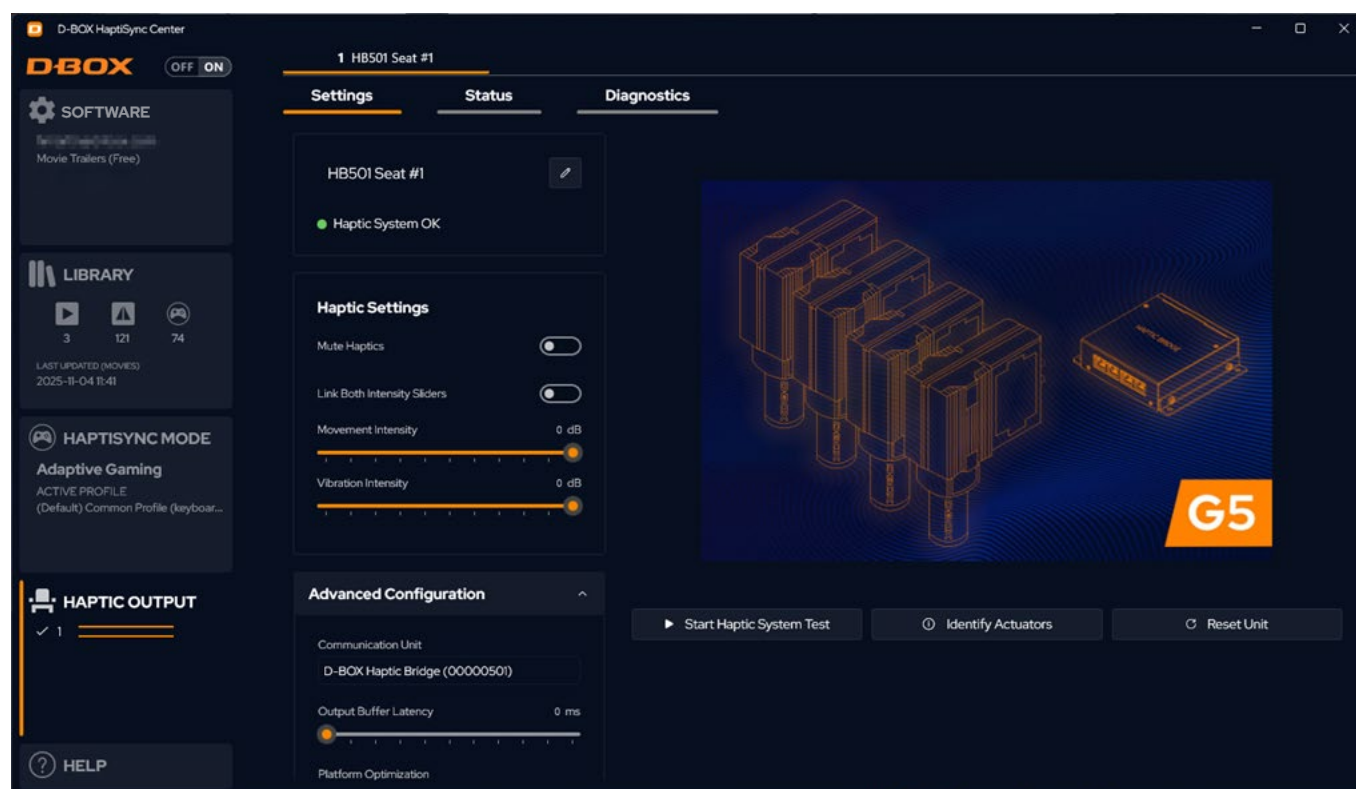 D-BOX HaptiSync Center
D-BOX
OFF ON
SOFTWARE
Movie Trailers (Free)
LIBRARY
3 121 74
LAST UPDATED (MOVIES)
2025-11-04 11:41
HAPTISYNC MODE
Adaptive Gaming
ACTIVE PROFILE
(Default) Common Profile (keyboar...
HAPTIC OUTPUT
1
HELP
1 HB501 Seat #1
Settings Status Diagnostics
HB501 Seat #1
Haptic System OK
Haptic Settings
Mute Haptics
Link Both Intensity Sliders
Movement Intensity 0 dB
Vibration Intensity 0 dB
Advanced Configuration
Communication Unit
D-BOX Haptic Bridge (00000501)
Output Buffer Latency 0 ms
Platform Optimization
HAPTIC BRIDGE
G5
Start Haptic System Test Identify Actuators Reset Unit